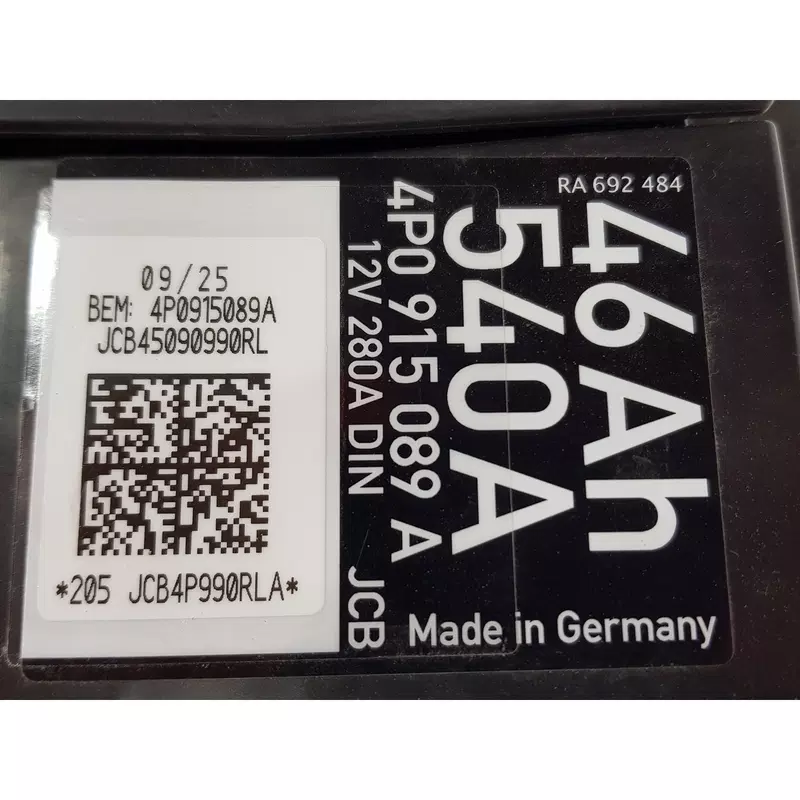 09/25
BEM: 4P0915089A
JCB45090990RL
*205 JCB4P990RLA*
RA 692 484
46Ah
540A
4P0 915 089 A
12V 280A DIN JCB
Made in Germany